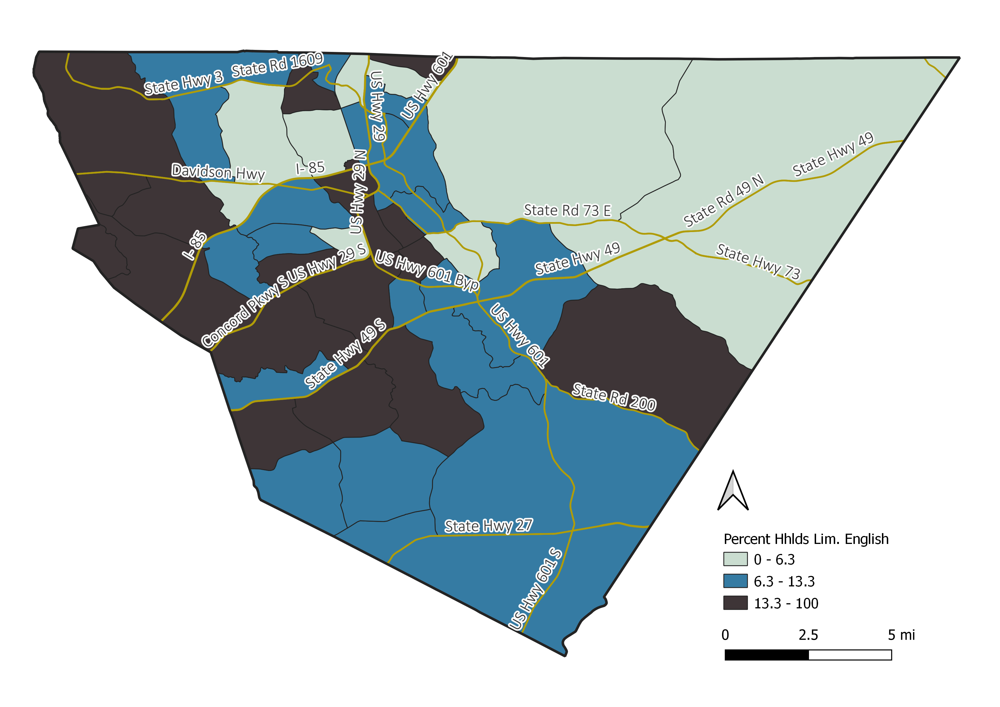 State Rd 1609
State Hwy 3
US Hwy 601
US Hwy 29
State Hwy 49
I- 85
Davidson Hwy
US Hwy 29 N
State Rd 49 N
State Rd 73 E
I- 85
State Hwy 73
State Hwy 49
US Hwy 29 S
US Hwy 601 Byp
Concord Pkwy S
US Hwy 601
State Hwy 49 S
State Rd 200
State Hwy 27
US Hwy 601 S
Percent Hhlds Lim. English
0 - 6.3
6.3 - 13.3
13.3 - 100
0 2.5 5 mi